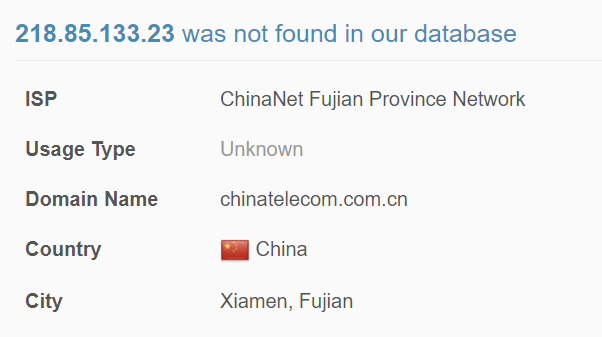 218.85.133.23 was not found in our database
ISP ChinaNet Fujian Province Network
Usage Type Unknown
Domain Name chinatelecom.com.cn
Country China
City Xiamen, Fujian